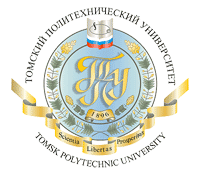 ТОМСКИЙ ПОЛИТЕХНИЧЕСКИЙ УНИВЕРСИТЕТ
ТПУ
1896
Scientia Libertas Prosperitas
TOMSK POLYTECHNIC UNIVERSITY